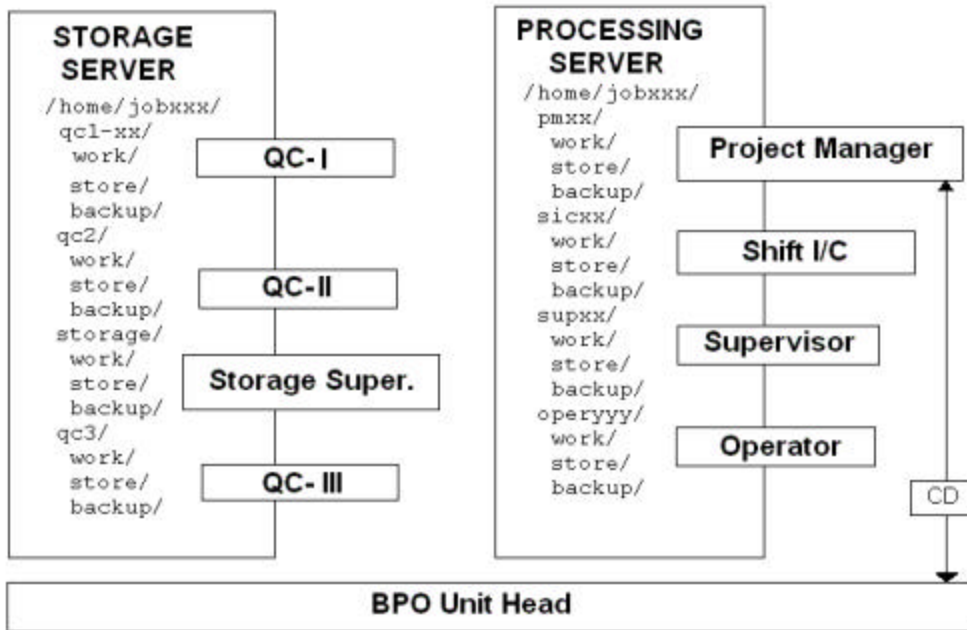 STORAGE
SERVER
/home/jobxxx/
qc1-xx/
work/
store/
backup/
qc2/
work/
store/
backup/
storage/
work/
store/
backup/
qc3/
work/
store/
backup/
QC-I
QC-II
Storage Super.
QC-III
PROCESSING
SERVER
/home/jobxxx/
pmxx/
work/
store/
backup/
sicxx/
work/
store/
backup/
supxx/
work/
store/
backup/
operyyy/
work/
store/
backup/
Project Manager
Shift I/C
Supervisor
Operator
CD
BPO Unit Head